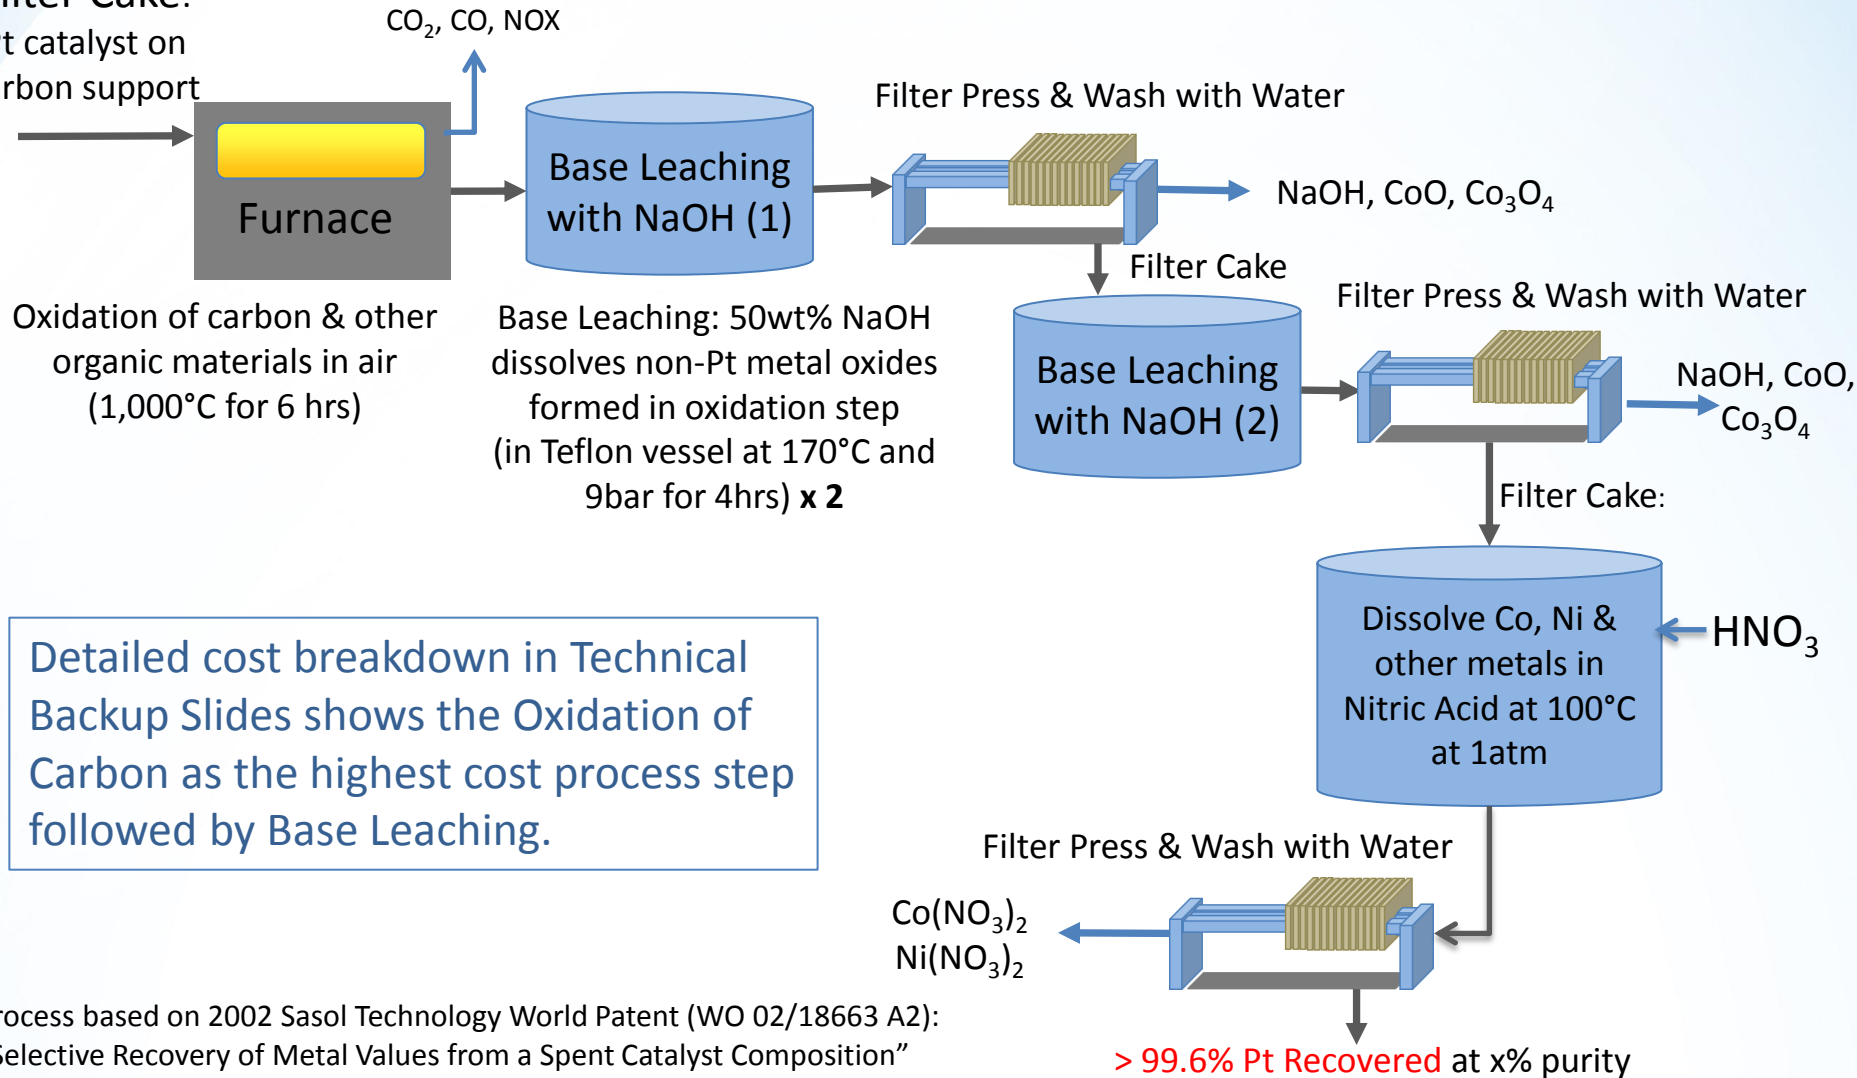 Filter Cake:
Pt catalyst on
carbon support
CO₂, CO, NOX
Furnace
Oxidation of carbon & other
organic materials in air
(1,000°C for 6 hrs)
Base Leaching
with NaOH (1)
Base Leaching: 50wt% NaOH
dissolves non-Pt metal oxides
formed in oxidation step
(in Teflon vessel at 170°C and
9bar for 4hrs) x 2
Filter Press & Wash with Water
NaOH, CoO, Co₃O₄
Filter Cake
Base Leaching
with NaOH (2)
Filter Press & Wash with Water
NaOH, CoO,
Co₃O₄
Filter Cake:
Dissolve Co, Ni &
other metals in
Nitric Acid at 100°C
at 1atm
HNO₃
Detailed cost breakdown in Technical
Backup Slides shows the Oxidation of
Carbon as the highest cost process step
followed by Base Leaching.
Filter Press & Wash with Water
Co(NO₃)₂
Ni(NO₃)₂
> 99.6% Pt Recovered at x% purity
rocess based on 2002 Sasol Technology World Patent (WO 02/18663 A2):
Selective Recovery of Metal Values from a Spent Catalyst Composition”